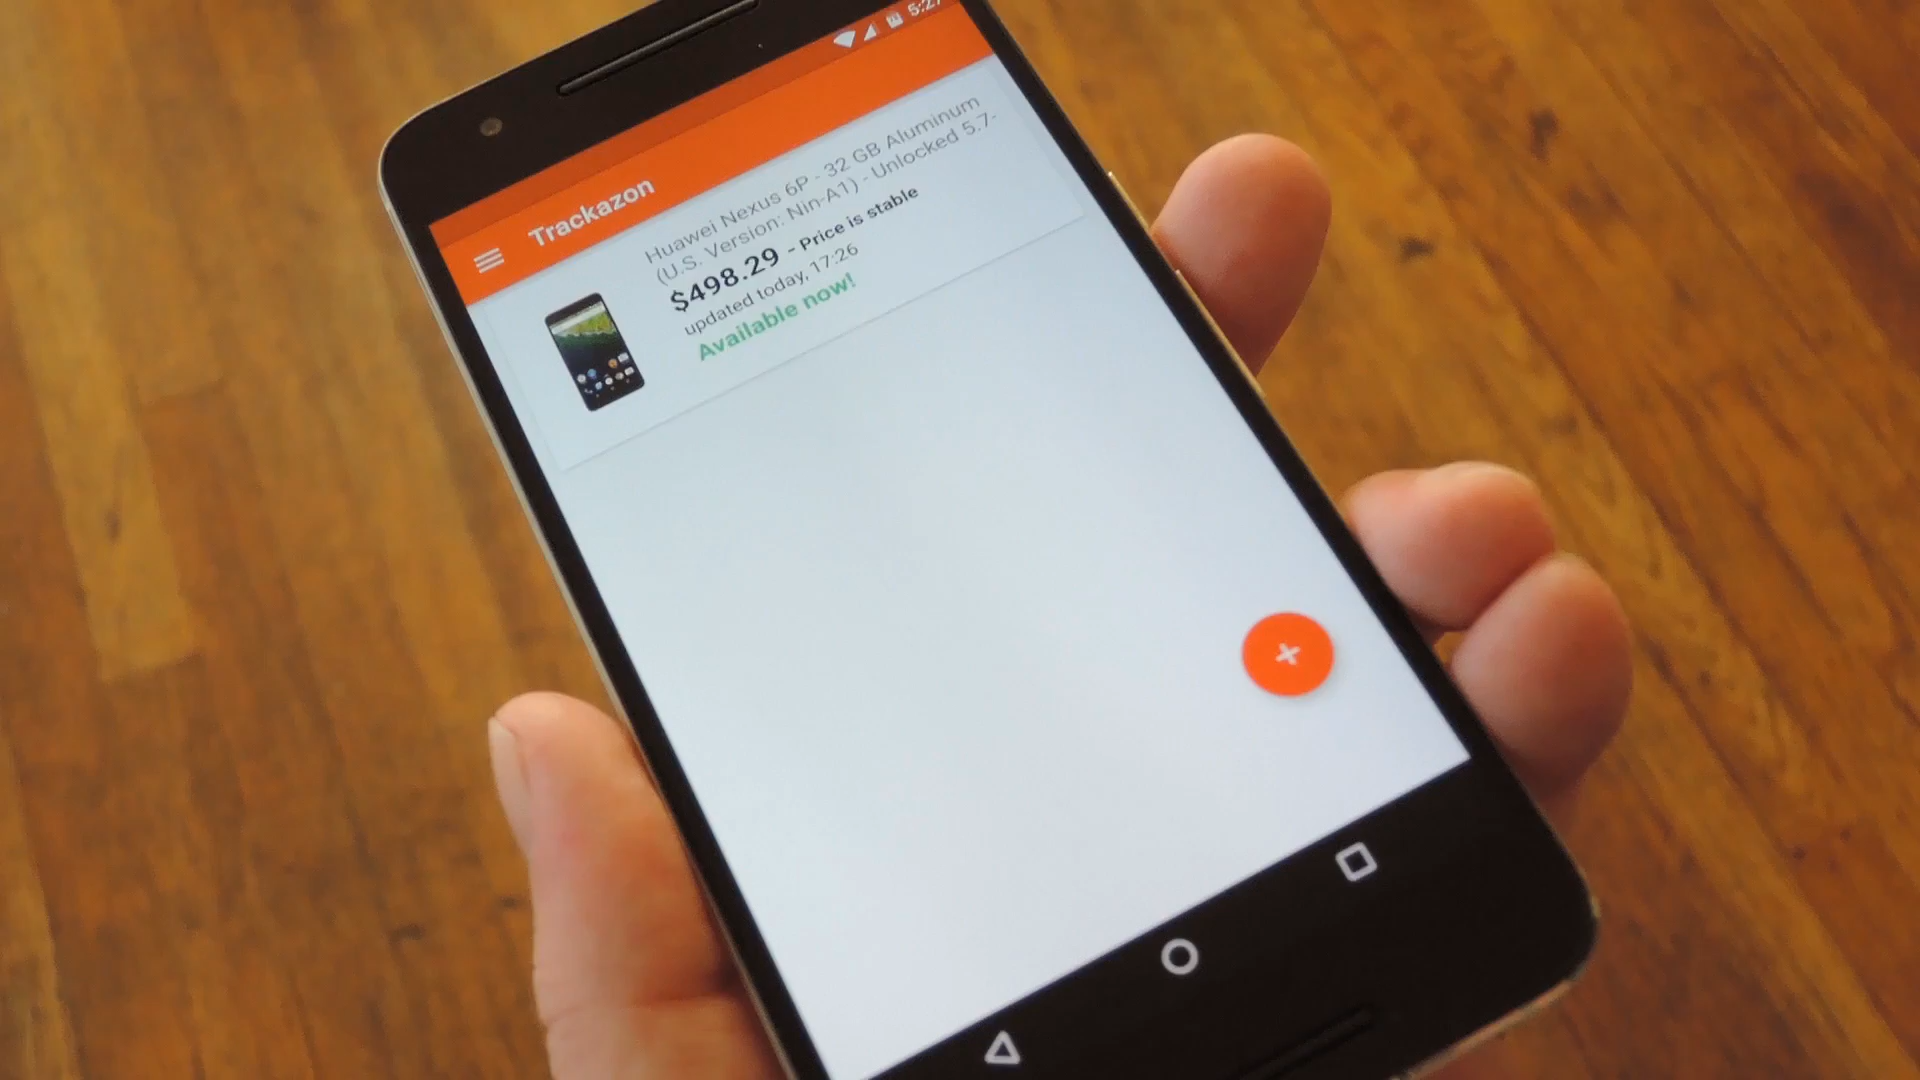 5:27
Trackazon
Huawei Nexus 6P - 32 GB Aluminum
(U.S. Version: Nin-A1) - Unlocked 5.7-
$498.29 - Price is stable
updated today, 17:26
Available now!